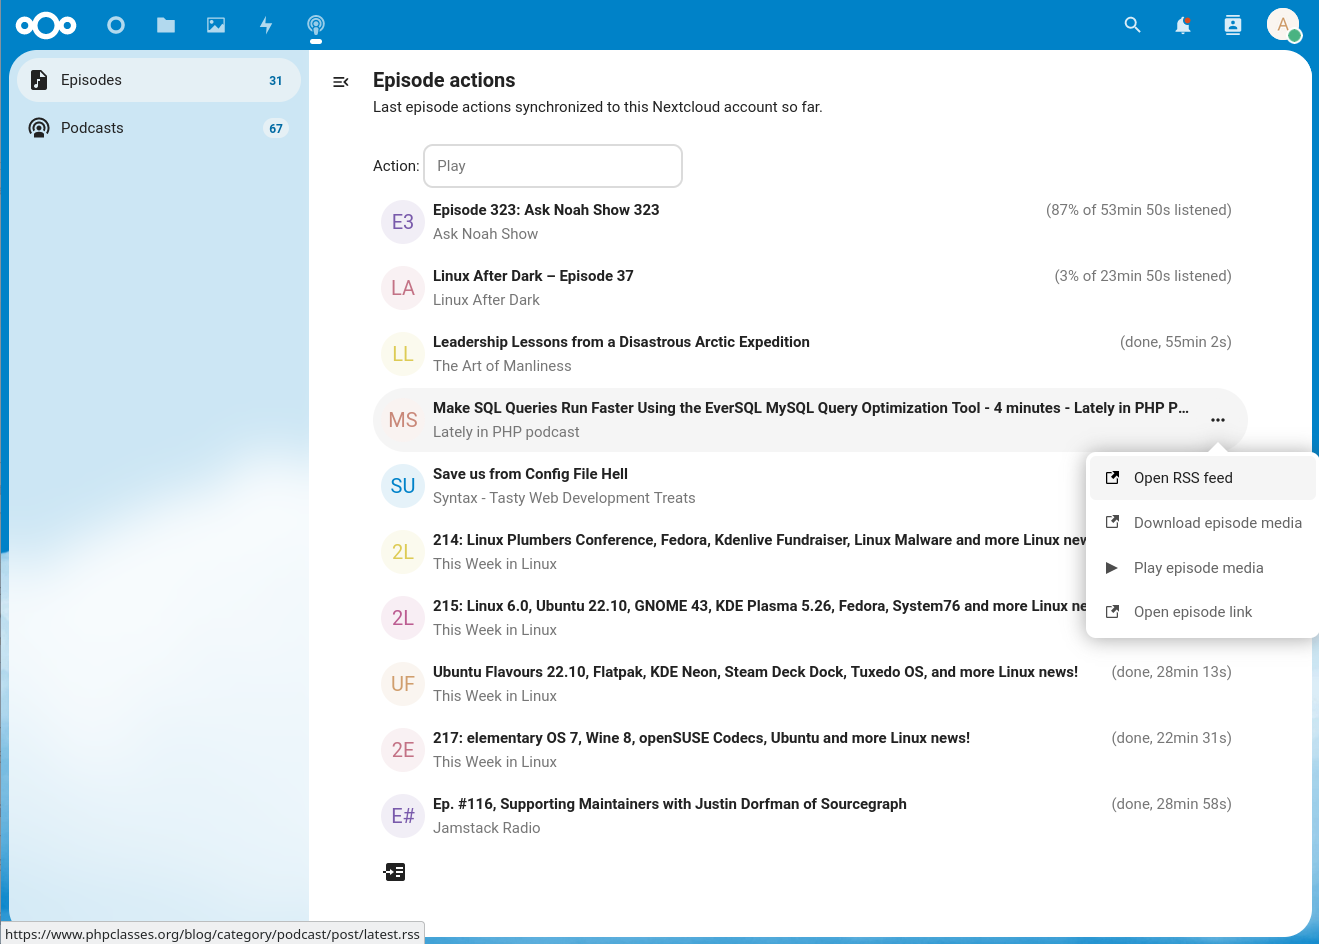 A
Episodes
31
Podcasts
67
Episode actions
Last episode actions synchronized to this Nextcloud account so far.
Action:
Play
E3
Episode 323: Ask Noah Show 323
(87% of 53min 50s listened)
Ask Noah Show
LA
Linux After Dark – Episode 37
(3% of 23min 50s listened)
Linux After Dark
LL
Leadership Lessons from a Disastrous Arctic Expedition
(done, 55min 2s)
The Art of Manliness
MS
Make SQL Queries Run Faster Using the EverSQL MySQL Query Optimization Tool - 4 minutes - Lately in PHP P...
Lately in PHP podcast
SU
Save us from Config File Hell
Syntax - Tasty Web Development Treats
Open RSS feed
Download episode media
Play episode media
Open episode link
2L
214: Linux Plumbers Conference, Fedora, Kdenlive Fundraiser, Linux Malware and more Linux
This Week in Linux
2L
215: Linux 6.0, Ubuntu 22.10, GNOME 43, KDE Plasma 5.26, Fedora, System76 and more Linux
This Week in Linux
UF
Ubuntu Flavours 22.10, Flatpak, KDE Neon, Steam Deck Dock, Tuxedo OS, and more Linux news!
(done, 28min 13s)
This Week in Linux
2E
217: elementary OS 7, Wine 8, openSUSE Codecs, Ubuntu and more Linux news!
(done, 22min 31s)
This Week in Linux
E#
Ep. #116, Supporting Maintainers with Justin Dorfman of Sourcegraph
(done, 28min 58s)
Jamstack Radio
https://www.phpclasses.org/blog/category/podcast/post/latest.rss